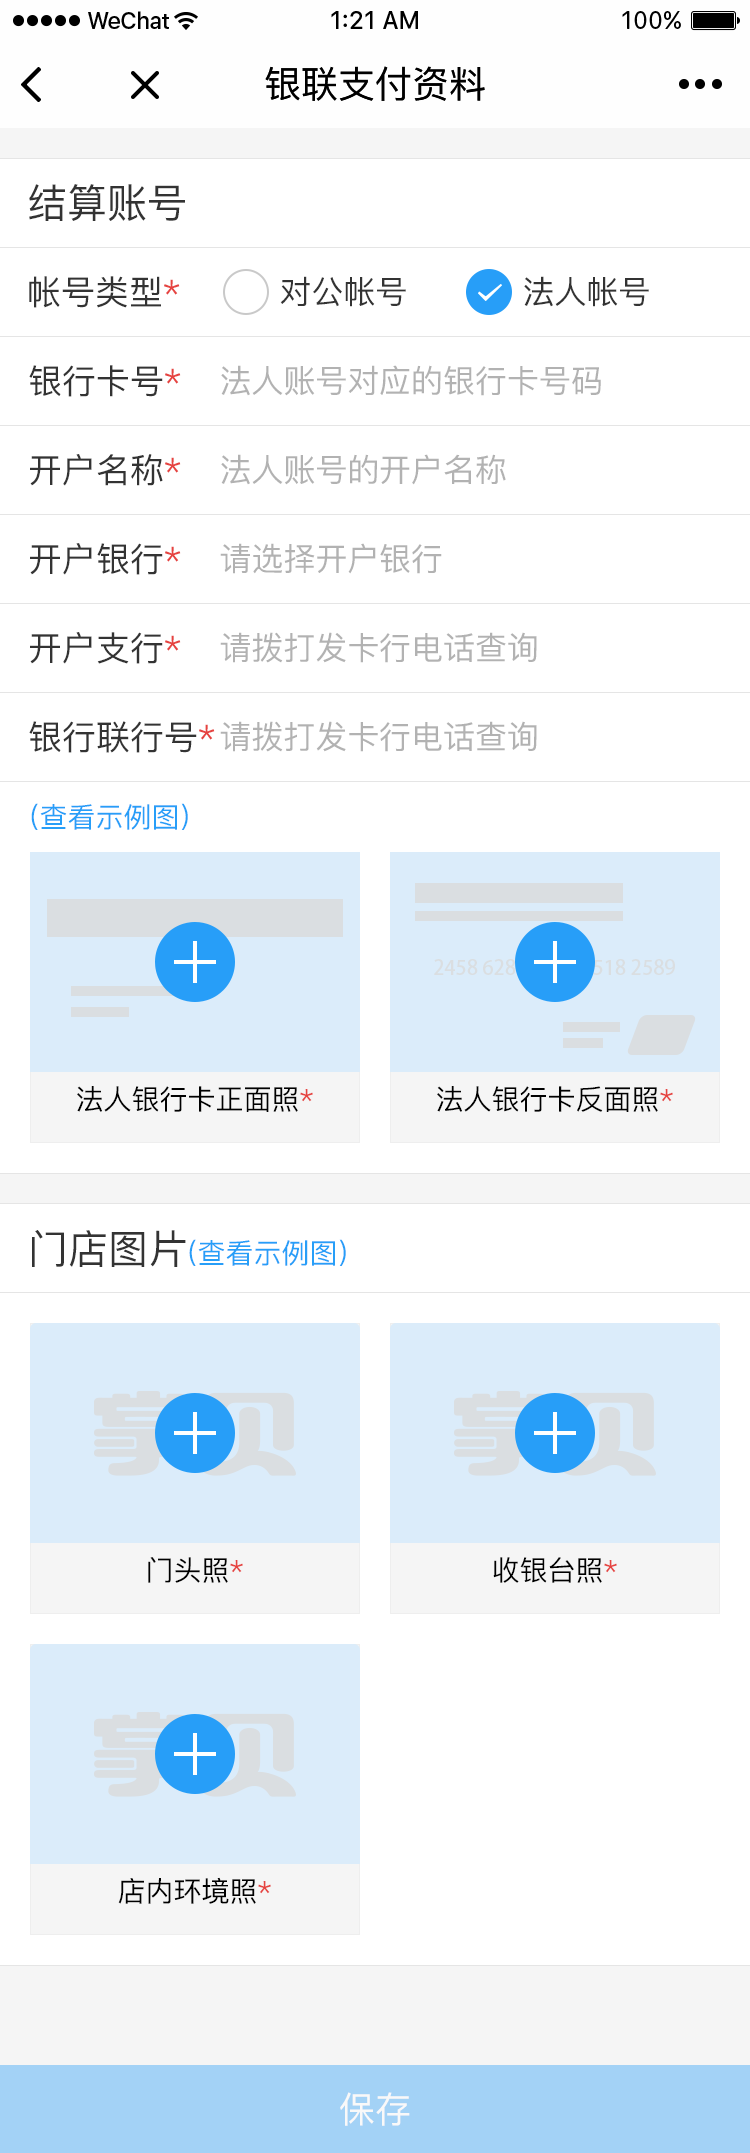 ●●●●● WeChat 1:21 AM 100%
银联支付资料
结算账号
帐号类型* 对公帐号 法人帐号
银行卡号* 法人账号对应的银行卡号码
开户名称* 法人账号的开户名称
开户银行* 请选择开户银行
开户支行* 请拨打发卡行电话查询
银行联行号* 请拨打发卡行电话查询
(查看示例图)
2458 628 518 2589
法人银行卡正面照* 法人银行卡反面照*
门店图片(查看示例图)
门头照* 收银台照*
店内环境照*
保存